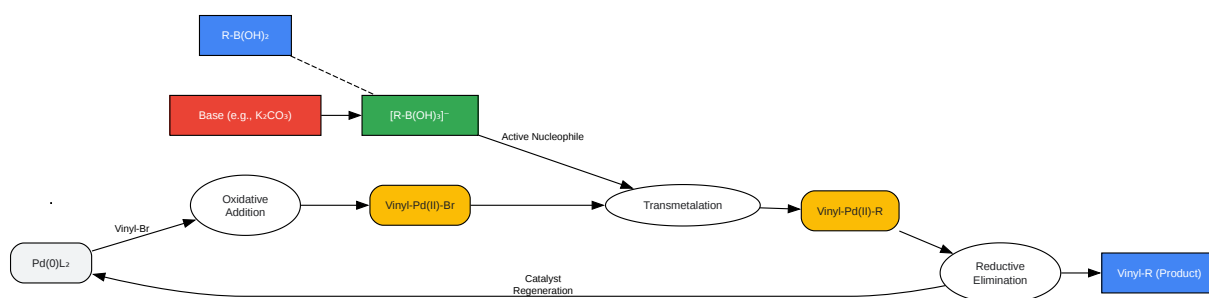 R-B(OH)₂
Base (e.g., K₂CO₃)
[R-B(OH)₃]⁻
Active Nucleophile
Oxidative
Addition
Vinyl-Pd(II)-Br
Transmetalation
Vinyl-Pd(II)-R
Vinyl-Br
Pd(0)L₂
Reductive
Elimination
Vinyl-R (Product)
Catalyst
Regeneration